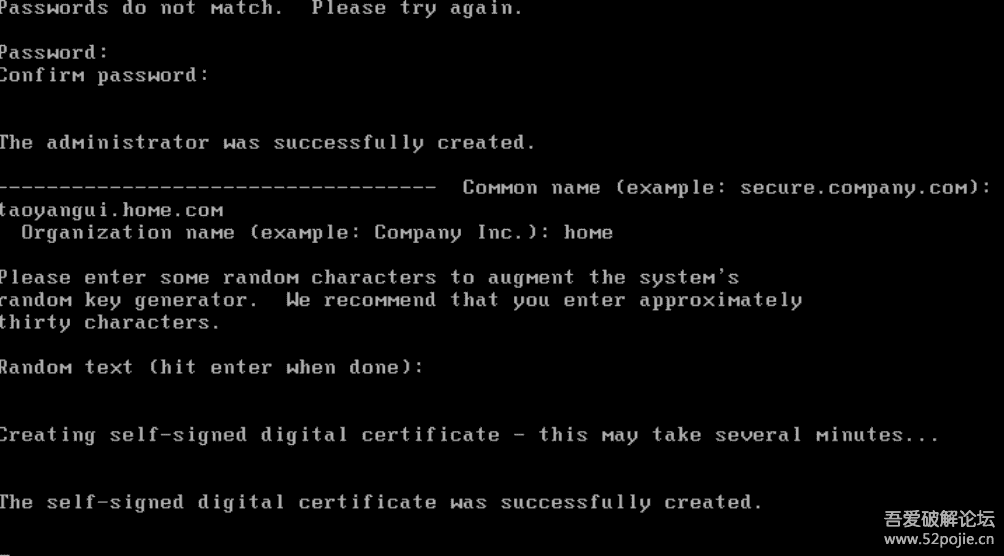 Passwords do not match.  Please try again.
Password:
Confirm password:
The administrator was successfully created.
-----------------------------------  Common name (example: secure.company.com):
taoyangui.home.com
  Organization name (example: Company Inc.): home
Please enter some random characters to augment the system's
random key generator.  We recommend that you enter approximately
thirty characters.
Random text (hit enter when done):
Creating self-signed digital certificate - this may take several minutes...
The self-signed digital certificate was successfully created.
吾爱破解论坛
www.52pojie.cn